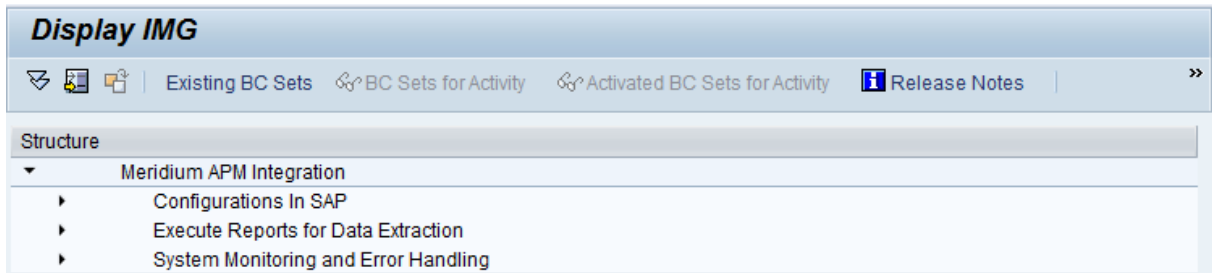 Display IMG
Existing BC Sets BC Sets for Activity Activated BC Sets for Activity Release Notes
Structure
Meridium APM Integration
Configurations In SAP
Execute Reports for Data Extraction
System Monitoring and Error Handling